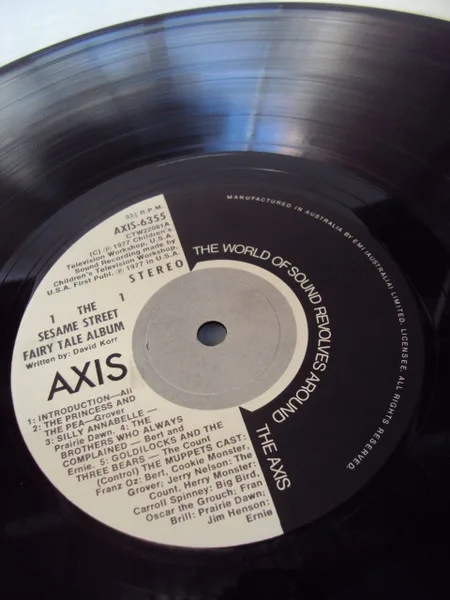 33⅓ R.P.M.
AXIS-6355
CTW22081A
(C) ℗ 1977 Children's
Television Workshop, U.S.A.
Sound Recording made by
Children's Television Workshop,
U.S.A. First Publ. ℗ 1977 in U.S.A.
STEREO
1 THE 1
SESAME STREET
FAIRY TALE ALBUM
Written by: David Korr
AXIS
1: INTRODUCTION—All
2: THE PRINCESS AND
THE PEA—Grover
3: SILLY ANNABELLE—
Prairie Dawn. 4: THE
BROTHERS WHO ALWAYS
COMPLAINED — Bert and
Ernie. 5: GOLDILOCKS AND THE
THREE BEARS — The Count
(Control) THE MUPPETS CAST:
Franz Oz: Bert, Cookie Monster,
Grover; Jerry Nelson: The
Count, Herry Monster;
Carroll Spinney: Big Bird,
Oscar the Grouch; Fran
Brill: Prairie Dawn;
Jim Henson:
Ernie
THE WORLD OF SOUND REVOLVES AROUND THE AXIS
MANUFACTURED IN AUSTRALIA BY EMI (AUSTRALIA) LIMITED. LICENSEE. ALL RIGHTS RESERVED.